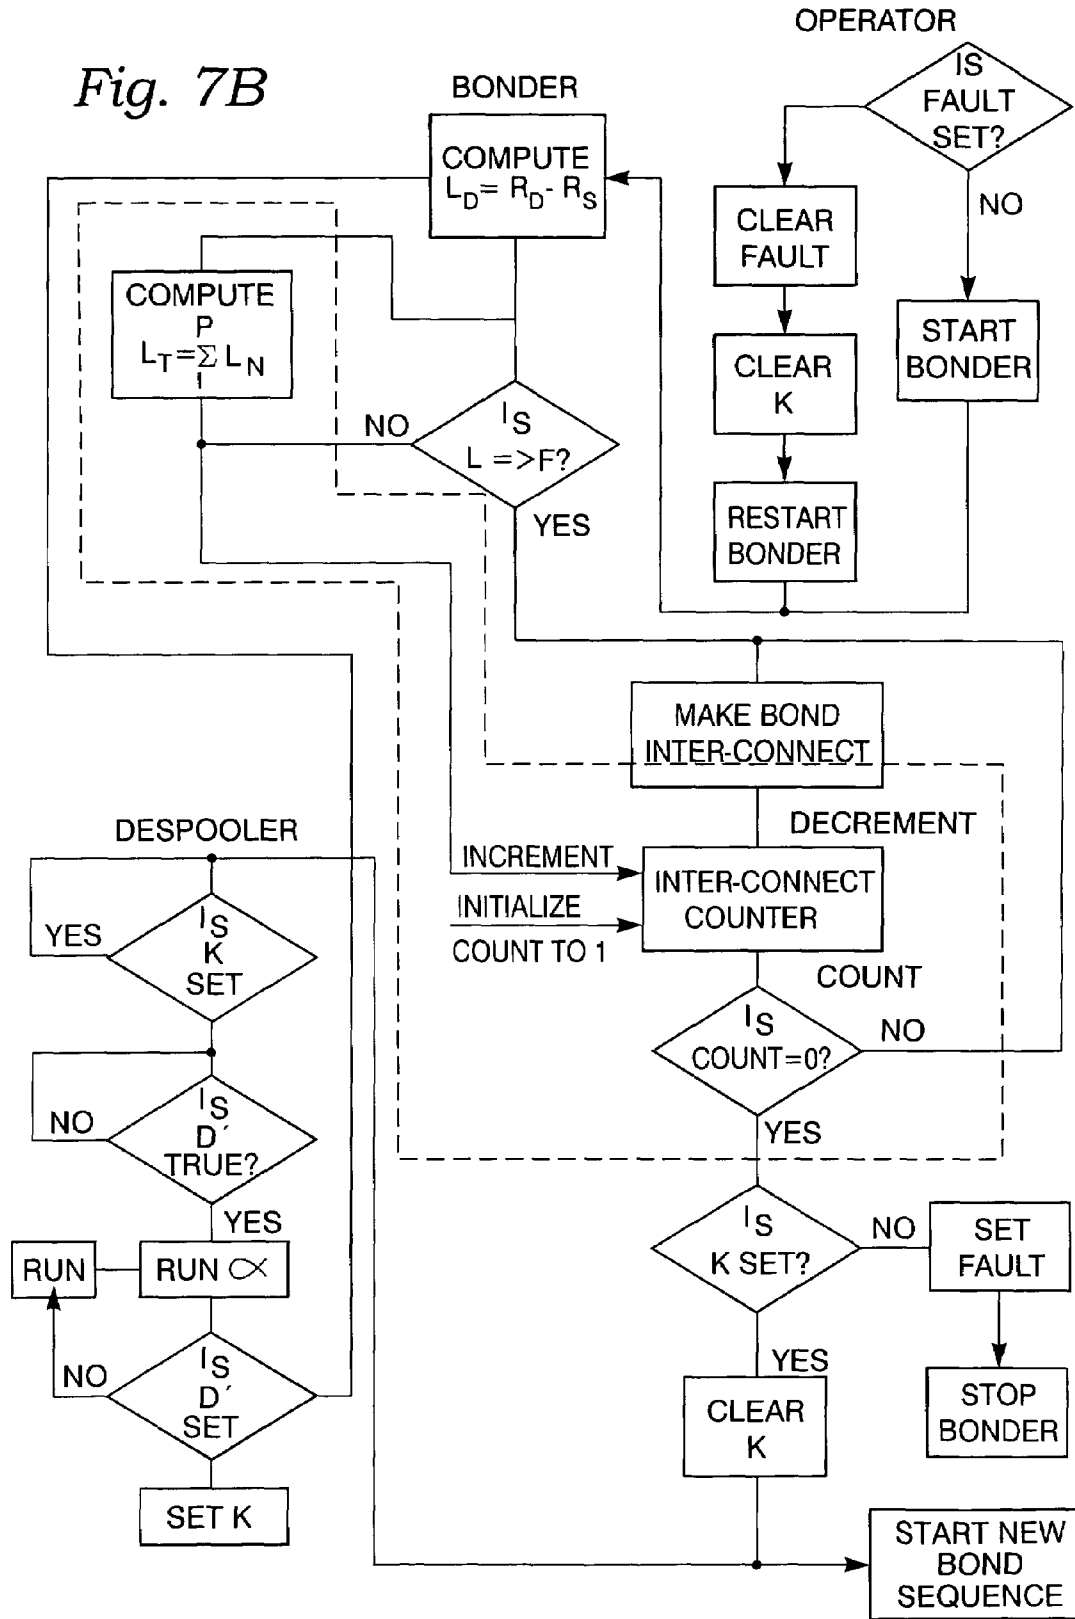 Fig. 7B
OPERATOR
IS
FAULT
SET?
NO
CLEAR
FAULT
CLEAR
K
RESTART
BONDER
START
BONDER
BONDER
COMPUTE
L_D = R_D - R_S
COMPUTE
P
L_T = Σ L_N
1
IS
L =>F?
NO
YES
MAKE BOND
INTER-CONNECT
DECREMENT
INCREMENT
INITIALIZE
COUNT TO 1
INTER-CONNECT
COUNTER
COUNT
IS
COUNT=0?
NO
YES
IS
K SET?
NO
SET
FAULT
STOP
BONDER
YES
CLEAR
K
START NEW
BOND
SEQUENCE
DESPOOLER
IS
K
SET
YES
IS
D´
TRUE?
NO
YES
RUN
RUN ∝
IS
D´
SET
NO
SET K